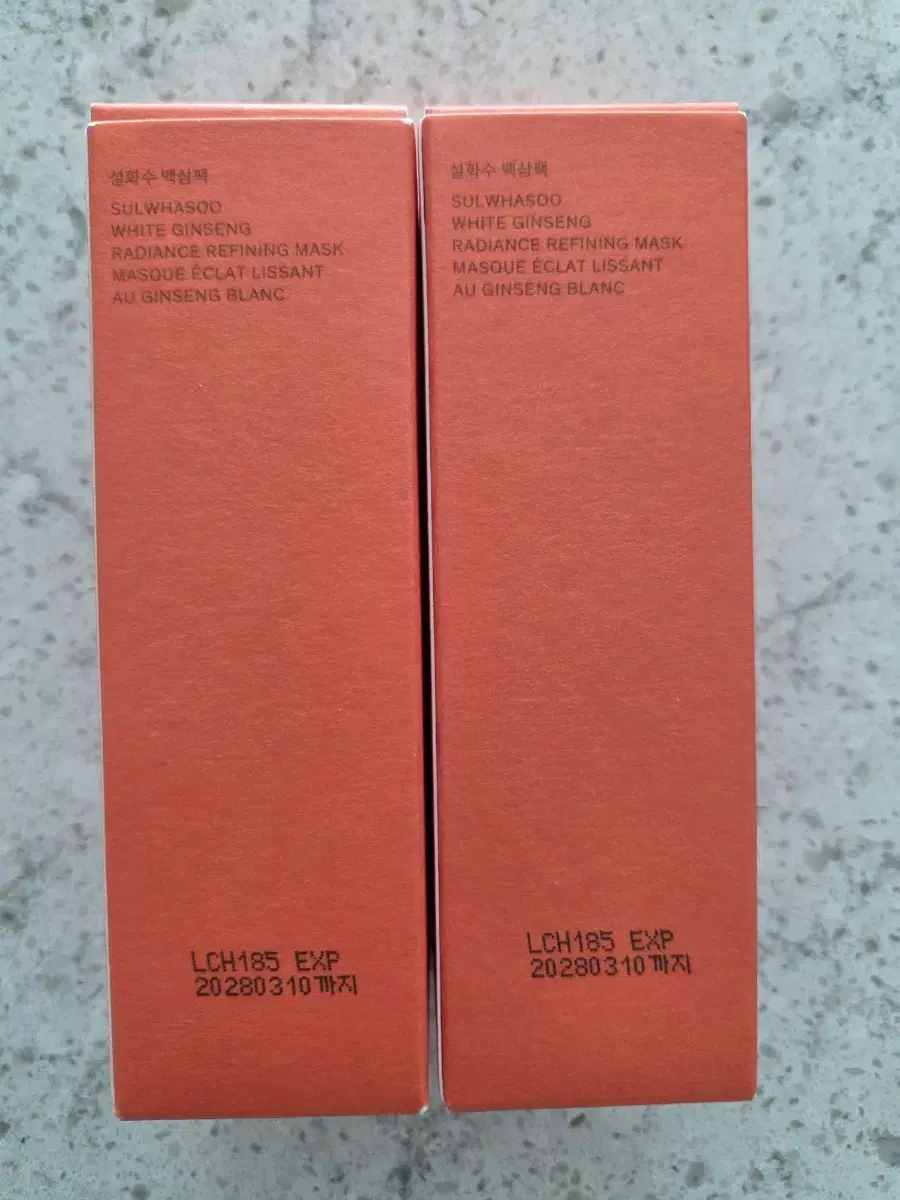 설화수 백삼팩
SULWHASOO
WHITE GINSENG
RADIANCE REFINING MASK
MASQUE ÉCLAT LISSANT
AU GINSENG BLANC
LCH185 EXP
20280310까지
설화수 백삼팩
SULWHASOO
WHITE GINSENG
RADIANCE REFINING MASK
MASQUE ÉCLAT LISSANT
AU GINSENG BLANC
LCH185 EXP
20280310까지